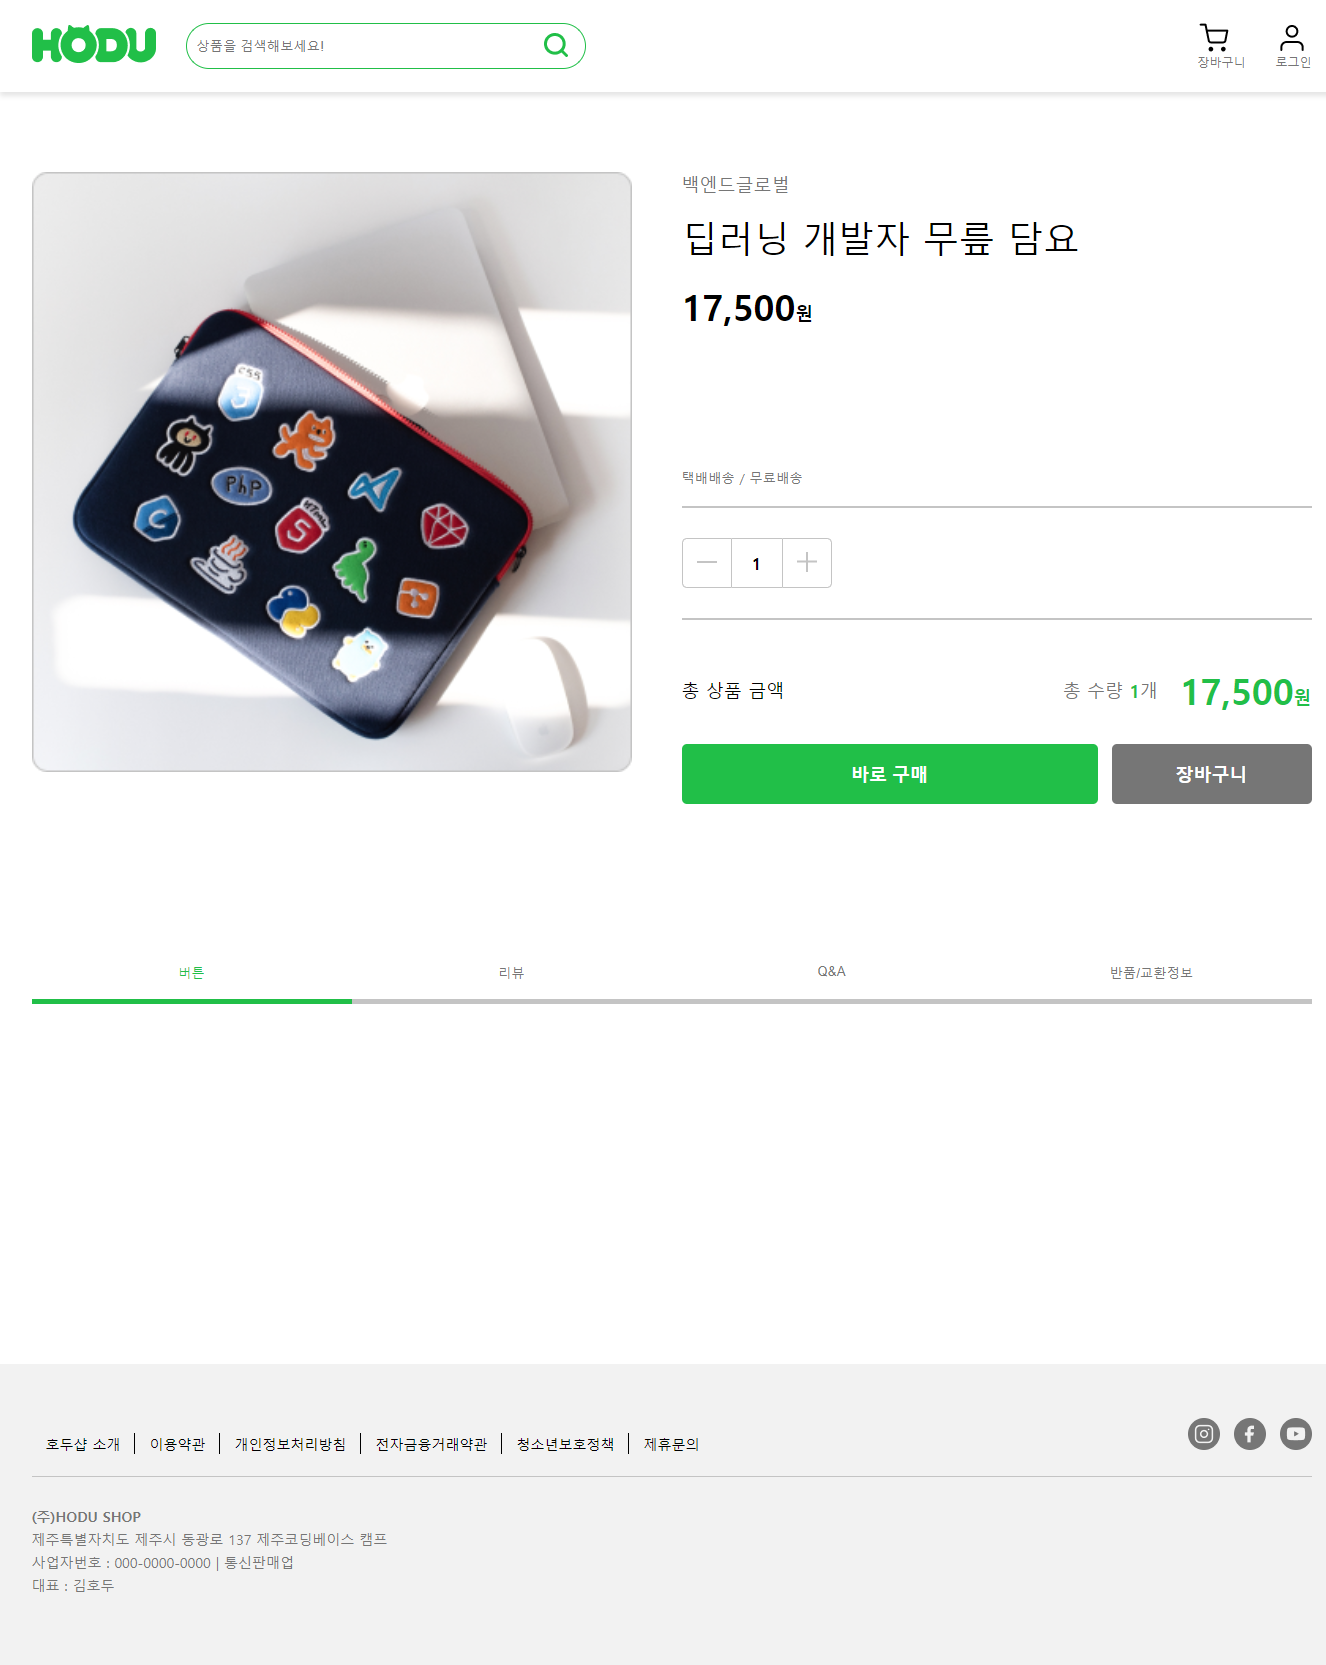 HODU
상품을 검색해보세요!
장바구니
로그인
CSS
3
PhP
C
HTML
5
백엔드글로벌
딥러닝 개발자 무릎 담요
17,500원
택배배송 / 무료배송
1
총 상품 금액
총 수량 1개
17,500원
바로 구매
장바구니
버튼
리뷰
Q&A
반품/교환정보
호두샵 소개
이용약관
개인정보처리방침
전자금융거래약관
청소년보호정책
제휴문의
(주)HODU SHOP
제주특별자치도 제주시 동광로 137 제주코딩베이스 캠프
사업자번호 : 000-0000-0000 | 통신판매업
대표 : 김호두